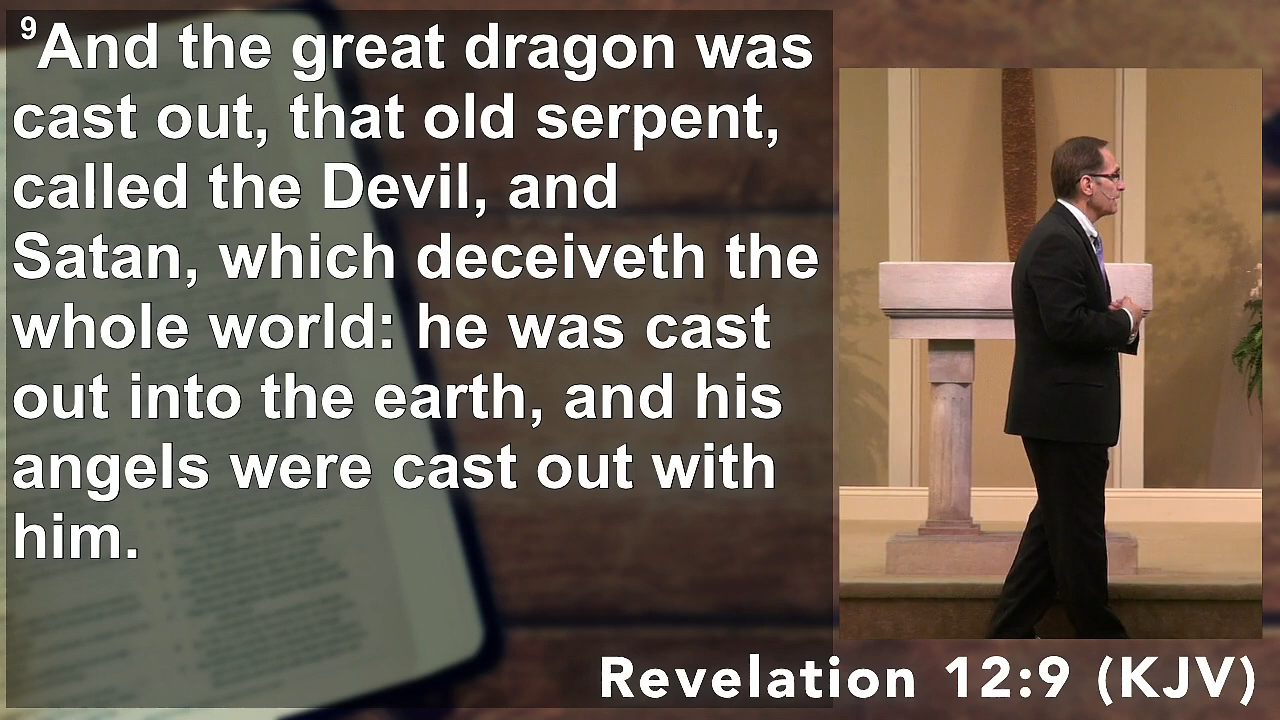 9And the great dragon was
cast out, that old serpent,
called the Devil, and
Satan, which deceiveth the
whole world: he was cast
out into the earth, and his
angels were cast out with
him.
Revelation 12:9 (KJV)